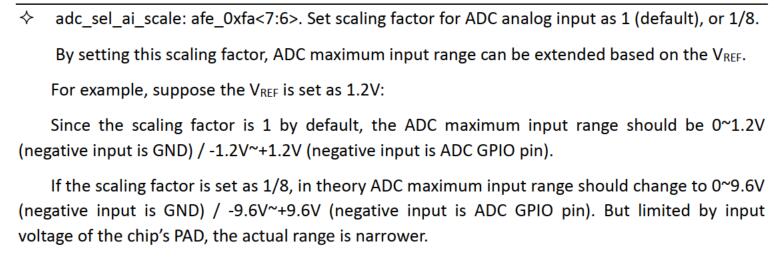 ✧ adc_sel_ai_scale: afe_0xfa<7:6>. Set scaling factor for ADC analog input as 1 (default), or 1/8.
By setting this scaling factor, ADC maximum input range can be extended based on the VREF.
For example, suppose the VREF is set as 1.2V:
Since the scaling factor is 1 by default, the ADC maximum input range should be 0~1.2V
(negative input is GND) / -1.2V~+1.2V (negative input is ADC GPIO pin).
If the scaling factor is set as 1/8, in theory ADC maximum input range should change to 0~9.6V
(negative input is GND) / -9.6V~+9.6V (negative input is ADC GPIO pin). But limited by input
voltage of the chip's PAD, the actual range is narrower.